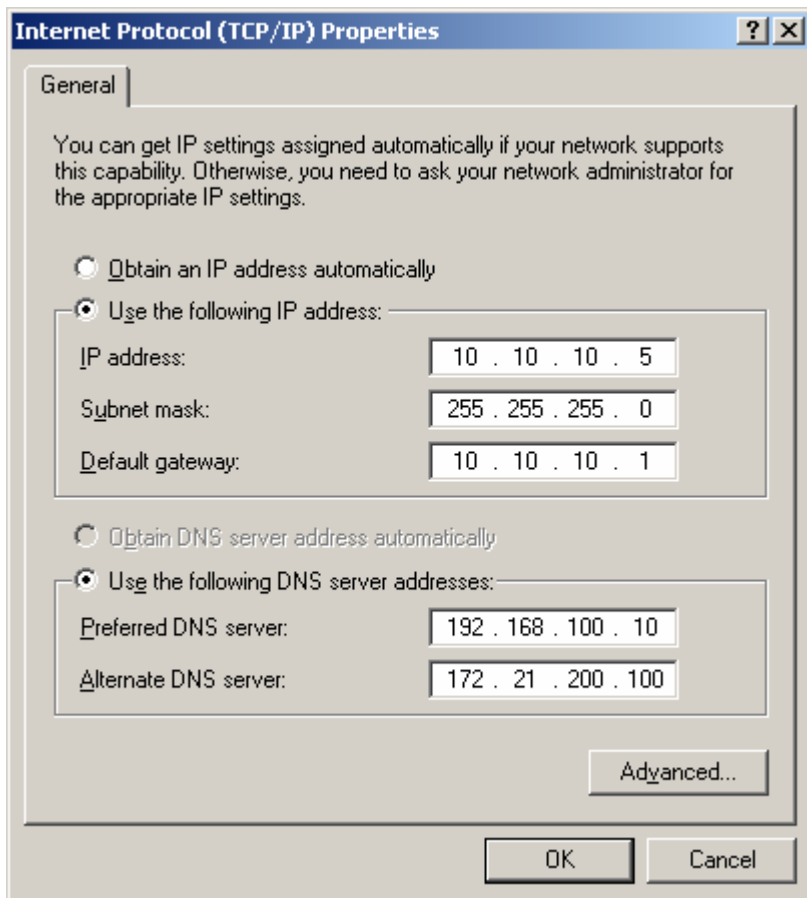 Internet Protocol (TCP/IP) Properties
General
You can get IP settings assigned automatically if your network supports
this capability. Otherwise, you need to ask your network administrator for
the appropriate IP settings.
Obtain an IP address automatically
Use the following IP address:
IP address: 10 . 10 . 10 . 5
Subnet mask: 255 . 255 . 255 . 0
Default gateway: 10 . 10 . 10 . 1
Obtain DNS server address automatically
Use the following DNS server addresses:
Preferred DNS server: 192 . 168 . 100 . 10
Alternate DNS server: 172 . 21 . 200 . 100
Advanced...
OK Cancel